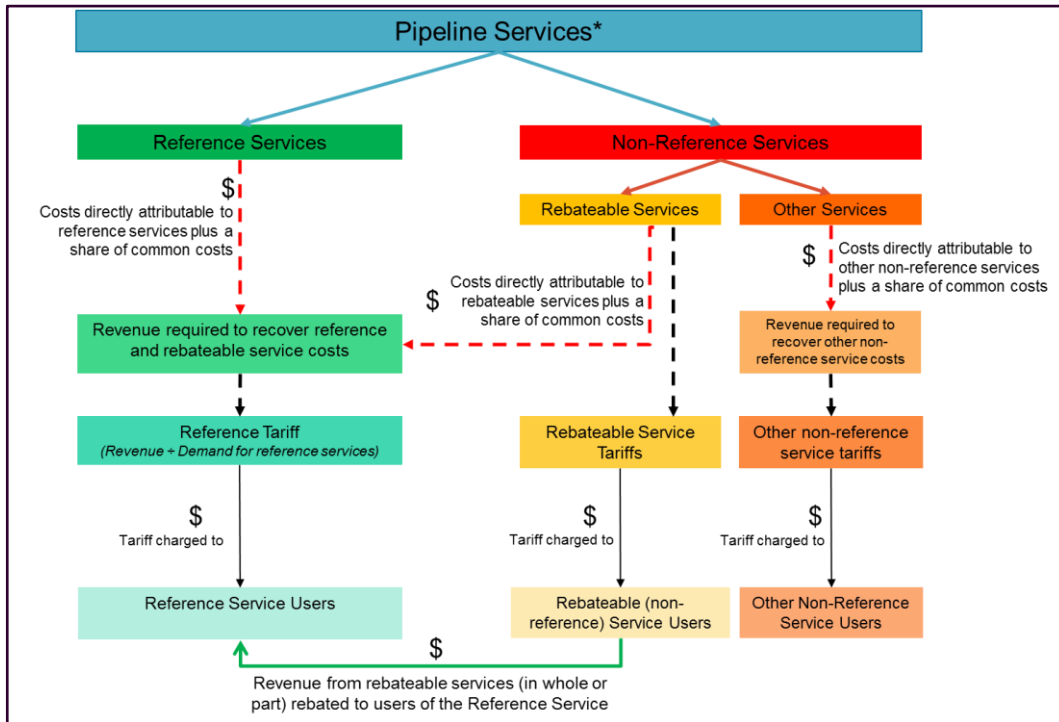 Pipeline Services*
Reference Services
Non-Reference Services
$
Costs directly attributable to
reference services plus a
share of common costs
Rebateable Services
Other Services
$
Costs directly attributable to
rebateable services plus a
share of common costs
$
Costs directly attributable to
other non-reference services
plus a share of common costs
Revenue required to recover reference
and rebateable service costs
Revenue required to
recover other non-
reference service costs
Reference Tariff
(Revenue ÷ Demand for reference services)
Rebateable Service
Tariffs
Other non-reference
service tariffs
$
Tariff charged to
$
Tariff charged to
$
Tariff charged to
Reference Service Users
Rebateable (non-
reference) Service Users
Other Non-Reference
Service Users
$
Revenue from rebateable services (in whole or
part) rebated to users of the Reference Service